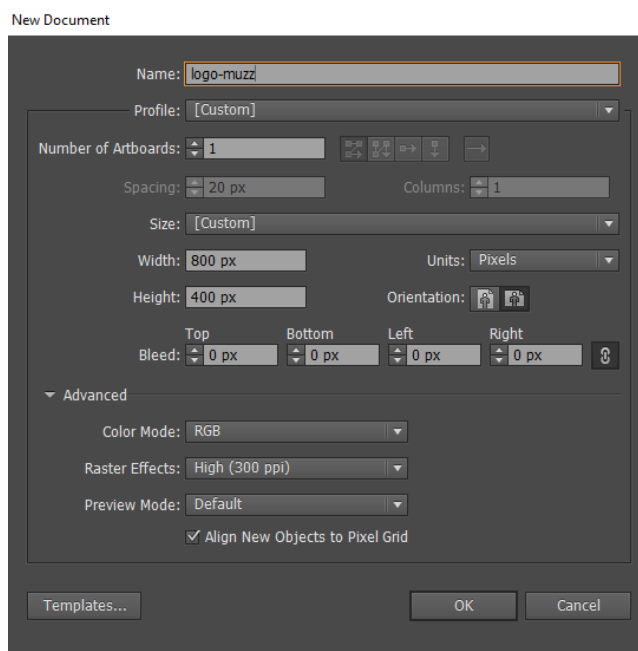 New Document
Name: logo-muzz
Profile: [Custom]
Number of Artboards: 1
Spacing: 20 px Columns: 1
Size: [Custom]
Width: 800 px Units: Pixels
Height: 400 px Orientation:
Top Bottom Left Right
Bleed: 0 px 0 px 0 px 0 px
Advanced
Color Mode: RGB
Raster Effects: High (300 ppi)
Preview Mode: Default
Align New Objects to Pixel Grid
Templates... OK Cancel